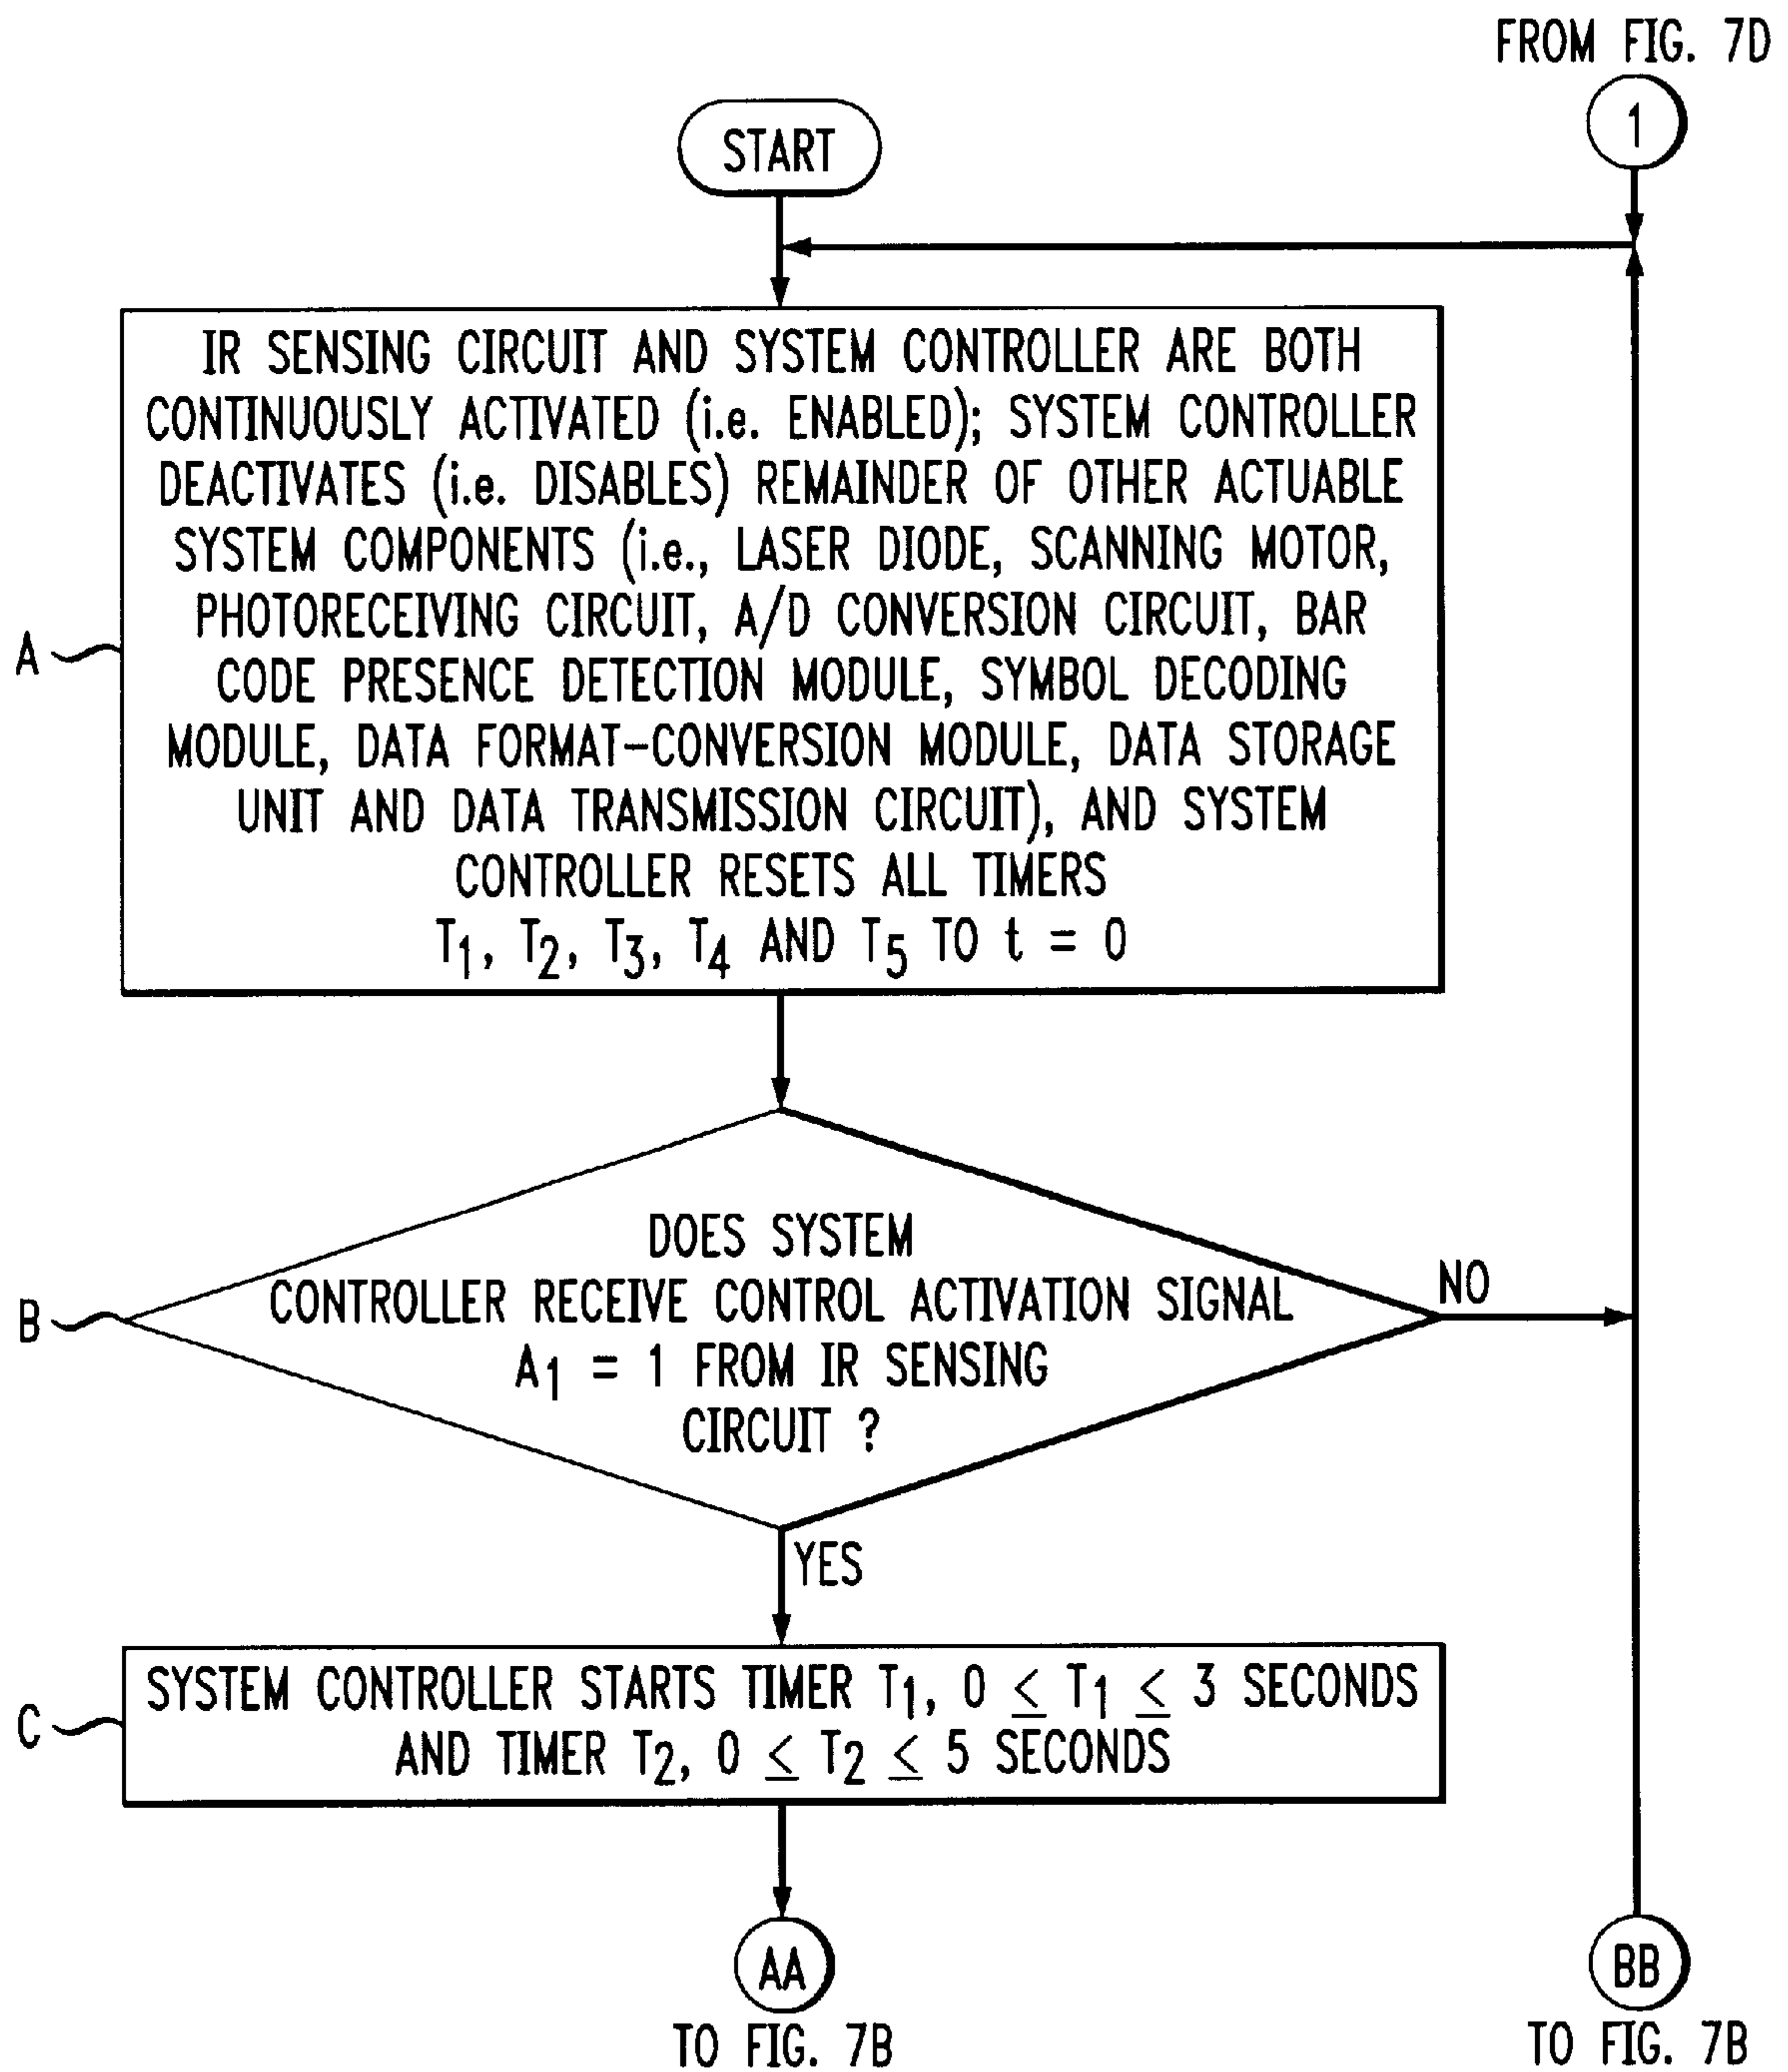 FROM FIG. 7D
1
START
IR SENSING CIRCUIT AND SYSTEM CONTROLLER ARE BOTH
CONTINUOUSLY ACTIVATED (i.e. ENABLED); SYSTEM CONTROLLER
DEACTIVATES (i.e. DISABLES) REMAINDER OF OTHER ACTUABLE
SYSTEM COMPONENTS (i.e., LASER DIODE, SCANNING MOTOR,
PHOTORECEIVING CIRCUIT, A/D CONVERSION CIRCUIT, BAR
CODE PRESENCE DETECTION MODULE, SYMBOL DECODING
MODULE, DATA FORMAT-CONVERSION MODULE, DATA STORAGE
UNIT AND DATA TRANSMISSION CIRCUIT), AND SYSTEM
CONTROLLER RESETS ALL TIMERS
T1, T2, T3, T4 AND T5 TO t = 0
A
DOES SYSTEM
CONTROLLER RECEIVE CONTROL ACTIVATION SIGNAL
A1 = 1 FROM IR SENSING
CIRCUIT ?
B
NO
YES
SYSTEM CONTROLLER STARTS TIMER T1, 0 ≤ T1 ≤ 3 SECONDS
AND TIMER T2, 0 ≤ T2 ≤ 5 SECONDS
C
AA
TO FIG. 7B
BB
TO FIG. 7B